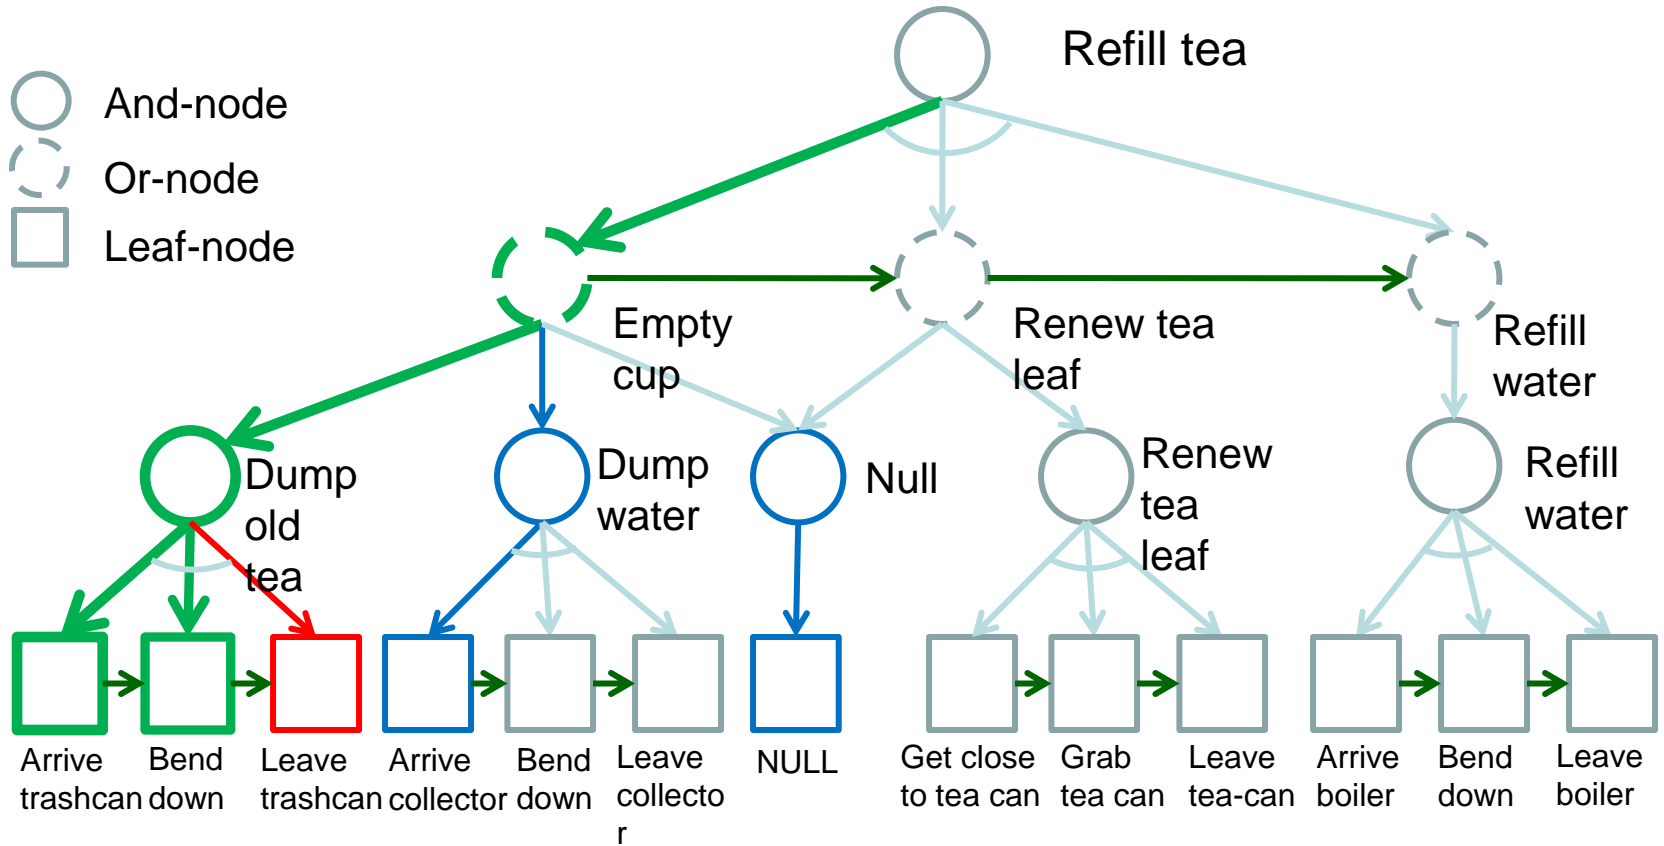 Refill tea
And-node
Or-node
Leaf-node
Empty
cup
Renew tea
leaf
Refill
water
Dump
old
tea
Dump
water
Null
Renew
tea
leaf
Refill
water
Arrive
trashcan
Bend
down
Leave
trashcan
Arrive
collector
Bend
down
Leave
collecto
r
NULL
Get close
to tea can
Grab
tea can
Leave
tea-can
Arrive
boiler
Bend
down
Leave
boiler